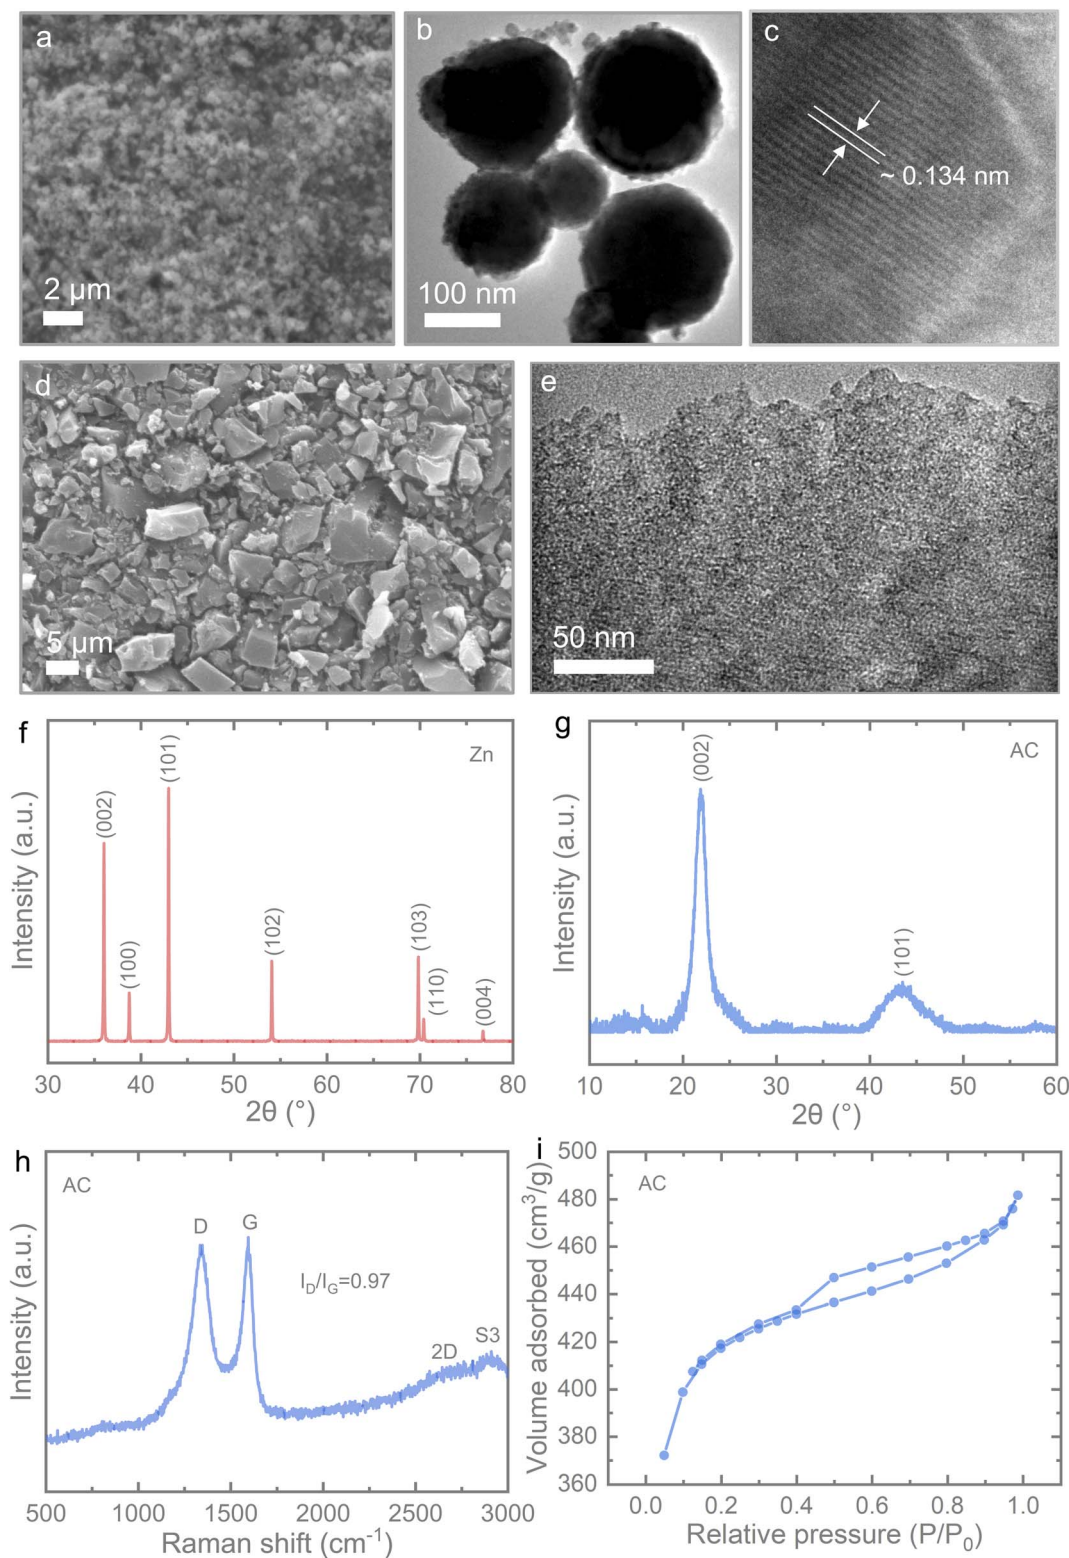 a
2 μm
b
100 nm
c
~ 0.134 nm
d
5 μm
e
50 nm
f
Zn
(002)
(100)
(101)
(102)
(103)
(110)
(004)
Intensity (a.u.)
30 40 50 60 70 80
2θ (°)
g
AC
(002)
(101)
Intensity (a.u.)
10 20 30 40 50 60
2θ (°)
h
AC
D
G
I_D/I_G=0.97
2D
S3
Intensity (a.u.)
500 1000 1500 2000 2500 3000
Raman shift (cm⁻¹)
i
AC
Volume adsorbed (cm³/g)
500
480
460
440
420
400
380
360
0.0 0.2 0.4 0.6 0.8 1.0
Relative pressure (P/P₀)